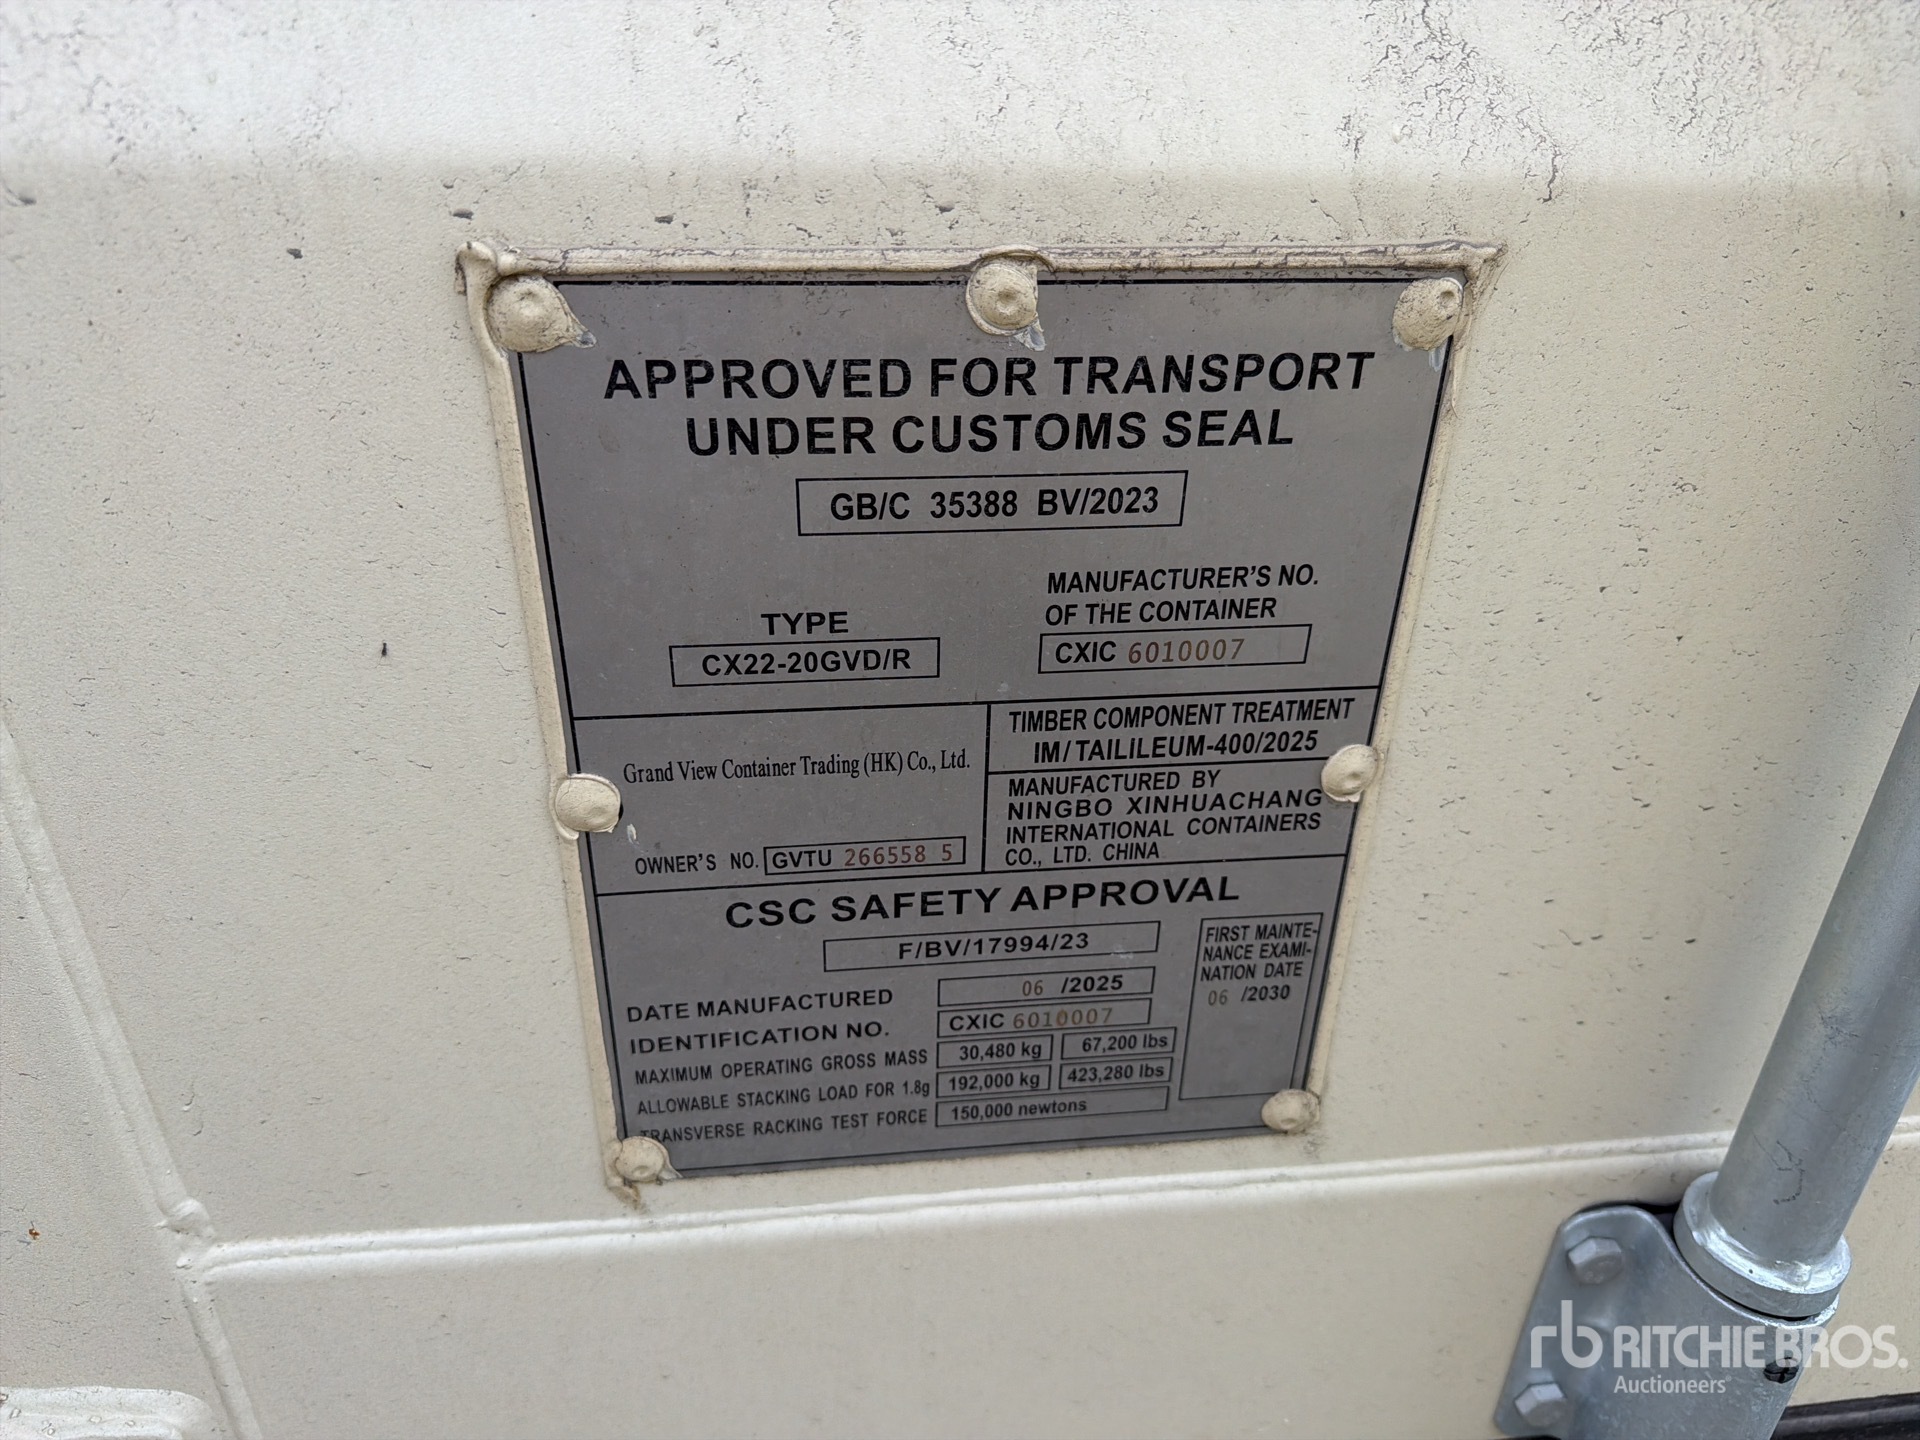 APPROVED FOR TRANSPORT
UNDER CUSTOMS SEAL
GB/C 35388 BV/2023
TYPE
CX22-20GVD/R
MANUFACTURER'S NO.
OF THE CONTAINER
CXIC 6010007
Grand View Container Trading (HK) Co., Ltd.
OWNER'S NO. GVTU 266558 5
TIMBER COMPONENT TREATMENT
IM/TAILILEUM-400/2025
MANUFACTURED BY
NINGBO XINHUACHANG
INTERNATIONAL CONTAINERS
CO., LTD. CHINA
CSC SAFETY APPROVAL
F/BV/17994/23
DATE MANUFACTURED 06 /2025
IDENTIFICATION NO. CXIC 6010007
MAXIMUM OPERATING GROSS MASS 30,480 kg 67,200 lbs
ALLOWABLE STACKING LOAD FOR 1.8g 192,000 kg 423,280 lbs
TRANSVERSE RACKING TEST FORCE 150,000 newtons
FIRST MAINTE-
NANCE EXAMI-
NATION DATE
06 /2030
rb RITCHIE BROS.
Auctioneers